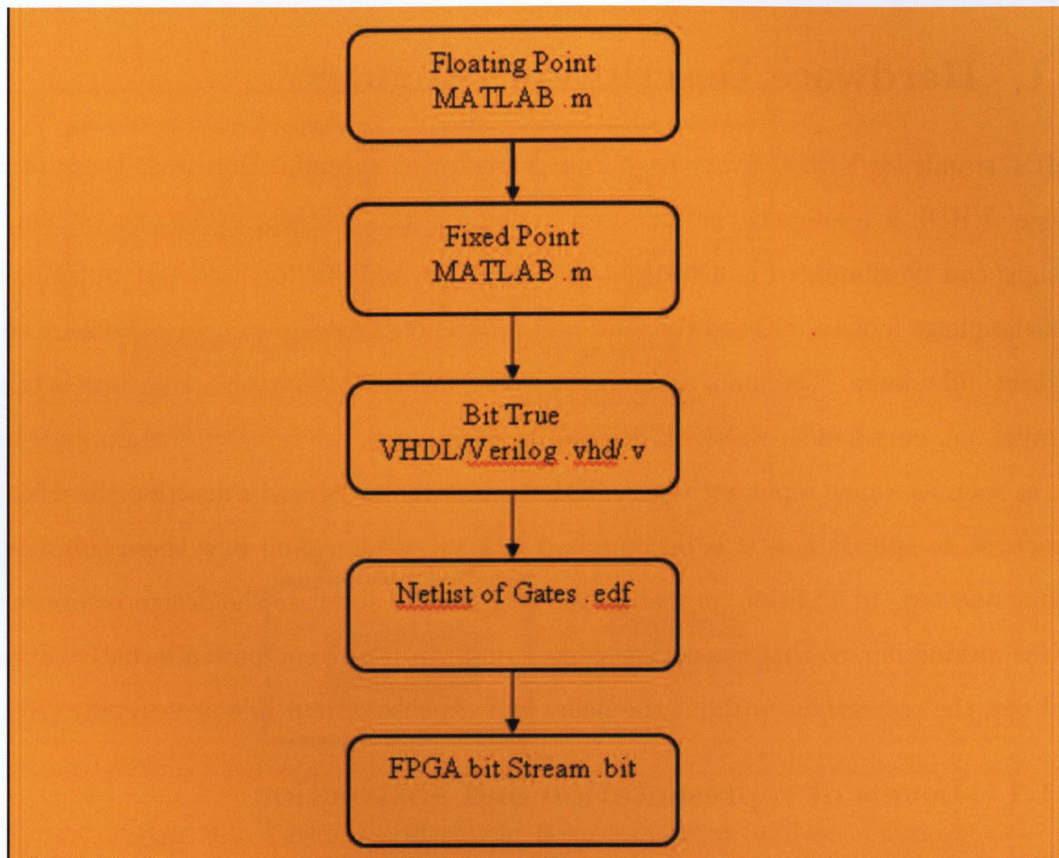 Floating Point
MATLAB .m
Fixed Point
MATLAB .m
Bit True
VHDL/Verilog .vhd/.v
Netlist of Gates .edf
FPGA bit Stream .bit